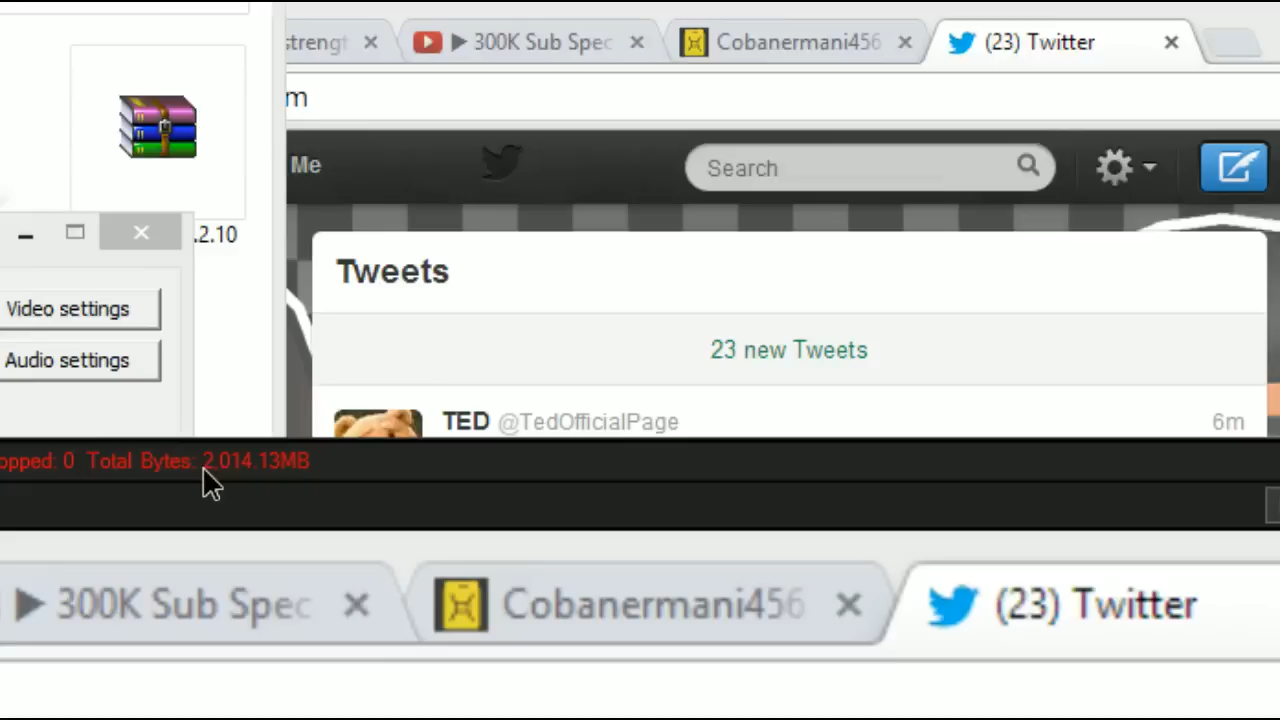 strengt
▶ 300K Sub Spec
Cobanermani456
(23) Twitter
m
Me
Search
.2.10
Tweets
Video settings
23 new Tweets
Audio settings
TED @TedOfficialPage 6m
opped: 0 Total Bytes: 2,014.13MB
▶ 300K Sub Spec
Cobanermani456
(23) Twitter